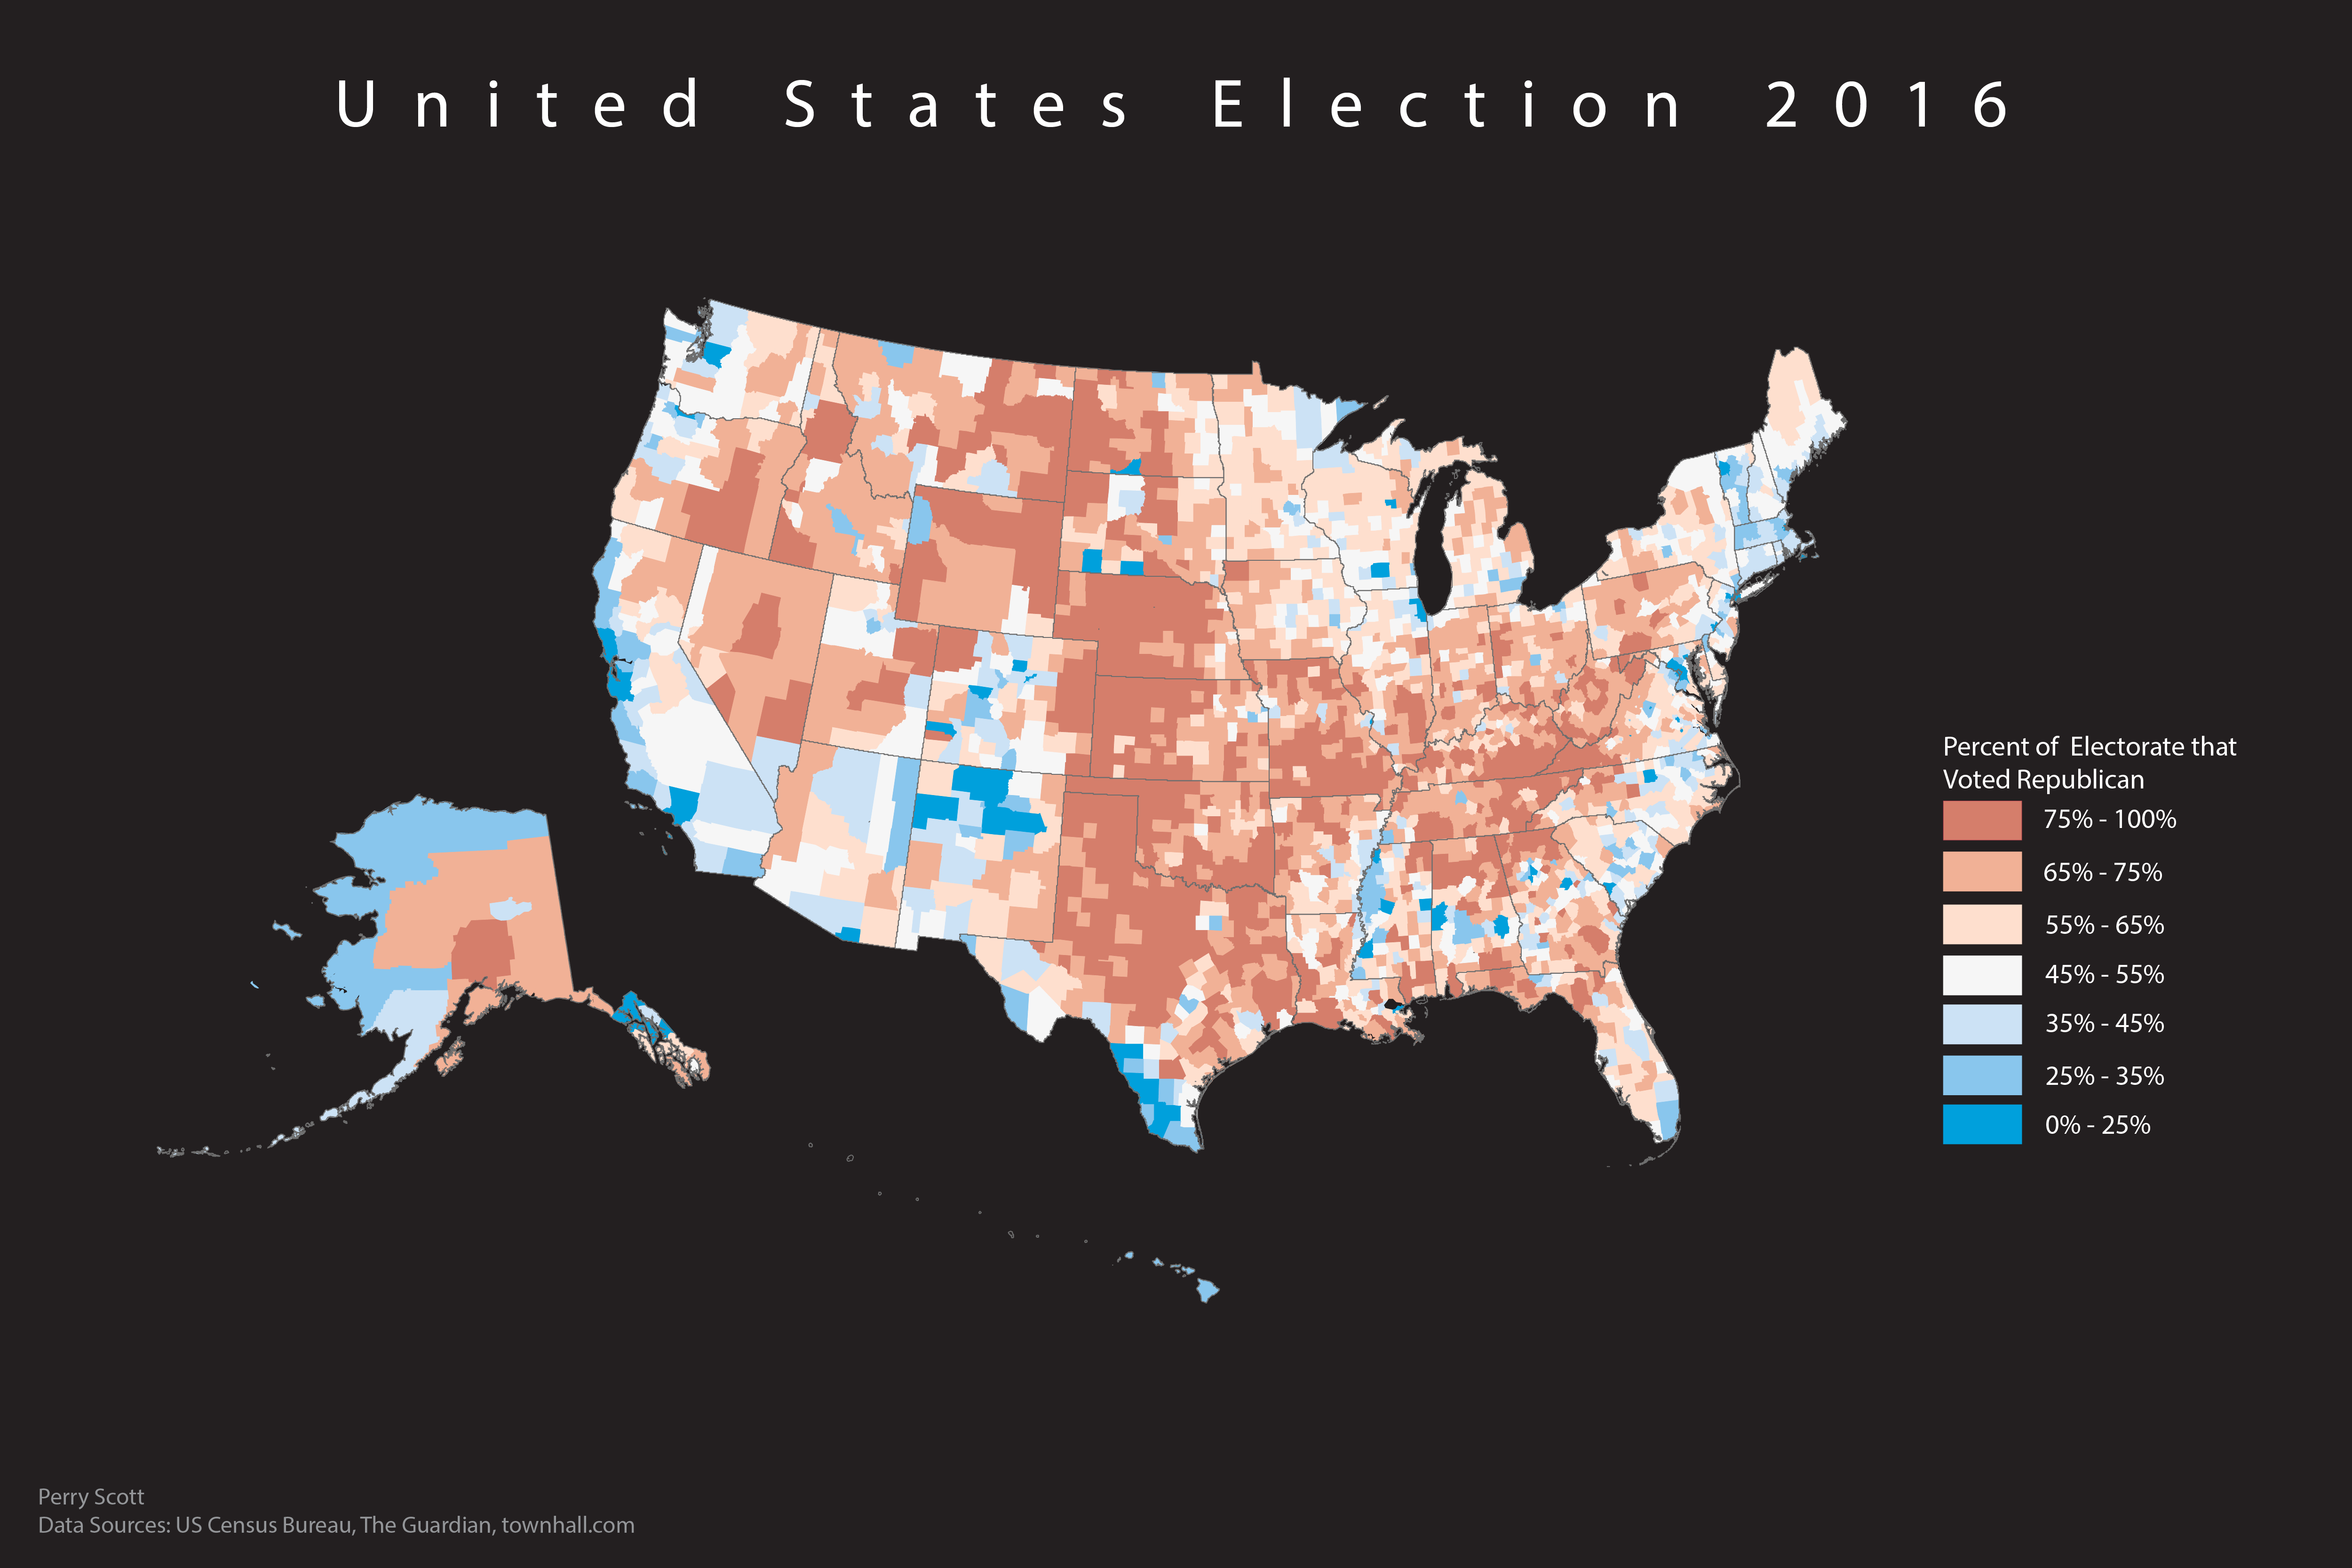 United States Election 2016
Percent of Electorate that
Voted Republican
75% - 100%
65% - 75%
55% - 65%
45% - 55%
35% - 45%
25% - 35%
0% - 25%
Perry Scott
Data Sources: US Census Bureau, The Guardian, townhall.com